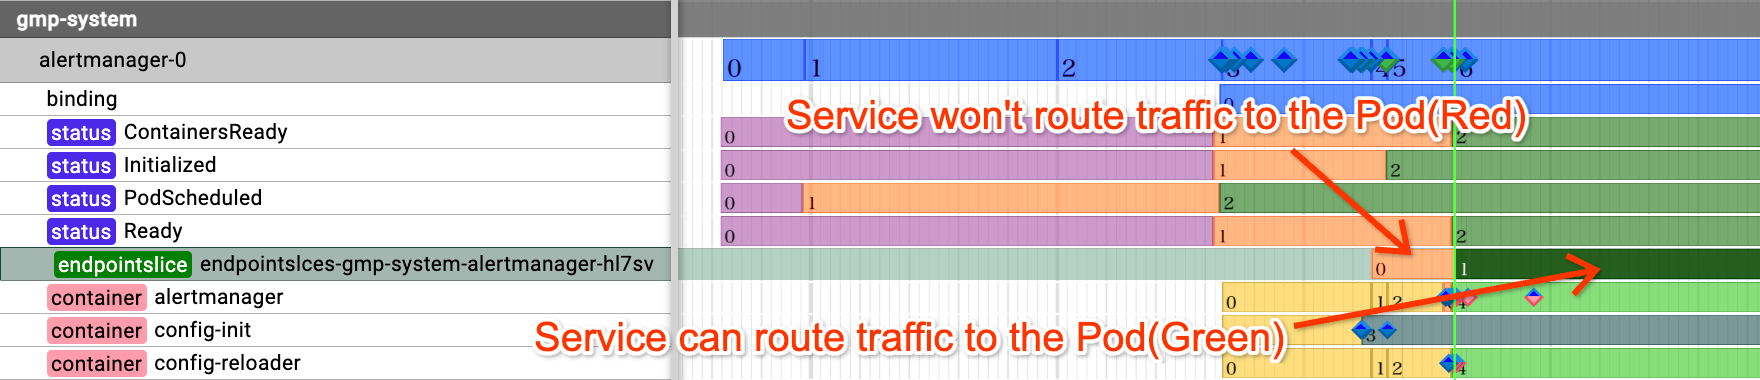 gmp-system
alertmanager-0
0 1 2 3 4 5 6
binding
0
Service won't route traffic to the Pod(Red)
status ContainersReady
0 1 2
status Initialized
0 1 2
status PodScheduled
0 1 2
status Ready
0 1 2
endpointslice endpointslces-gmp-system-alertmanager-hl7sv
0 1
container alertmanager
0 1 2 4
Service can route traffic to the Pod(Green)
container config-init
3
container config-reloader
0 1 2 4